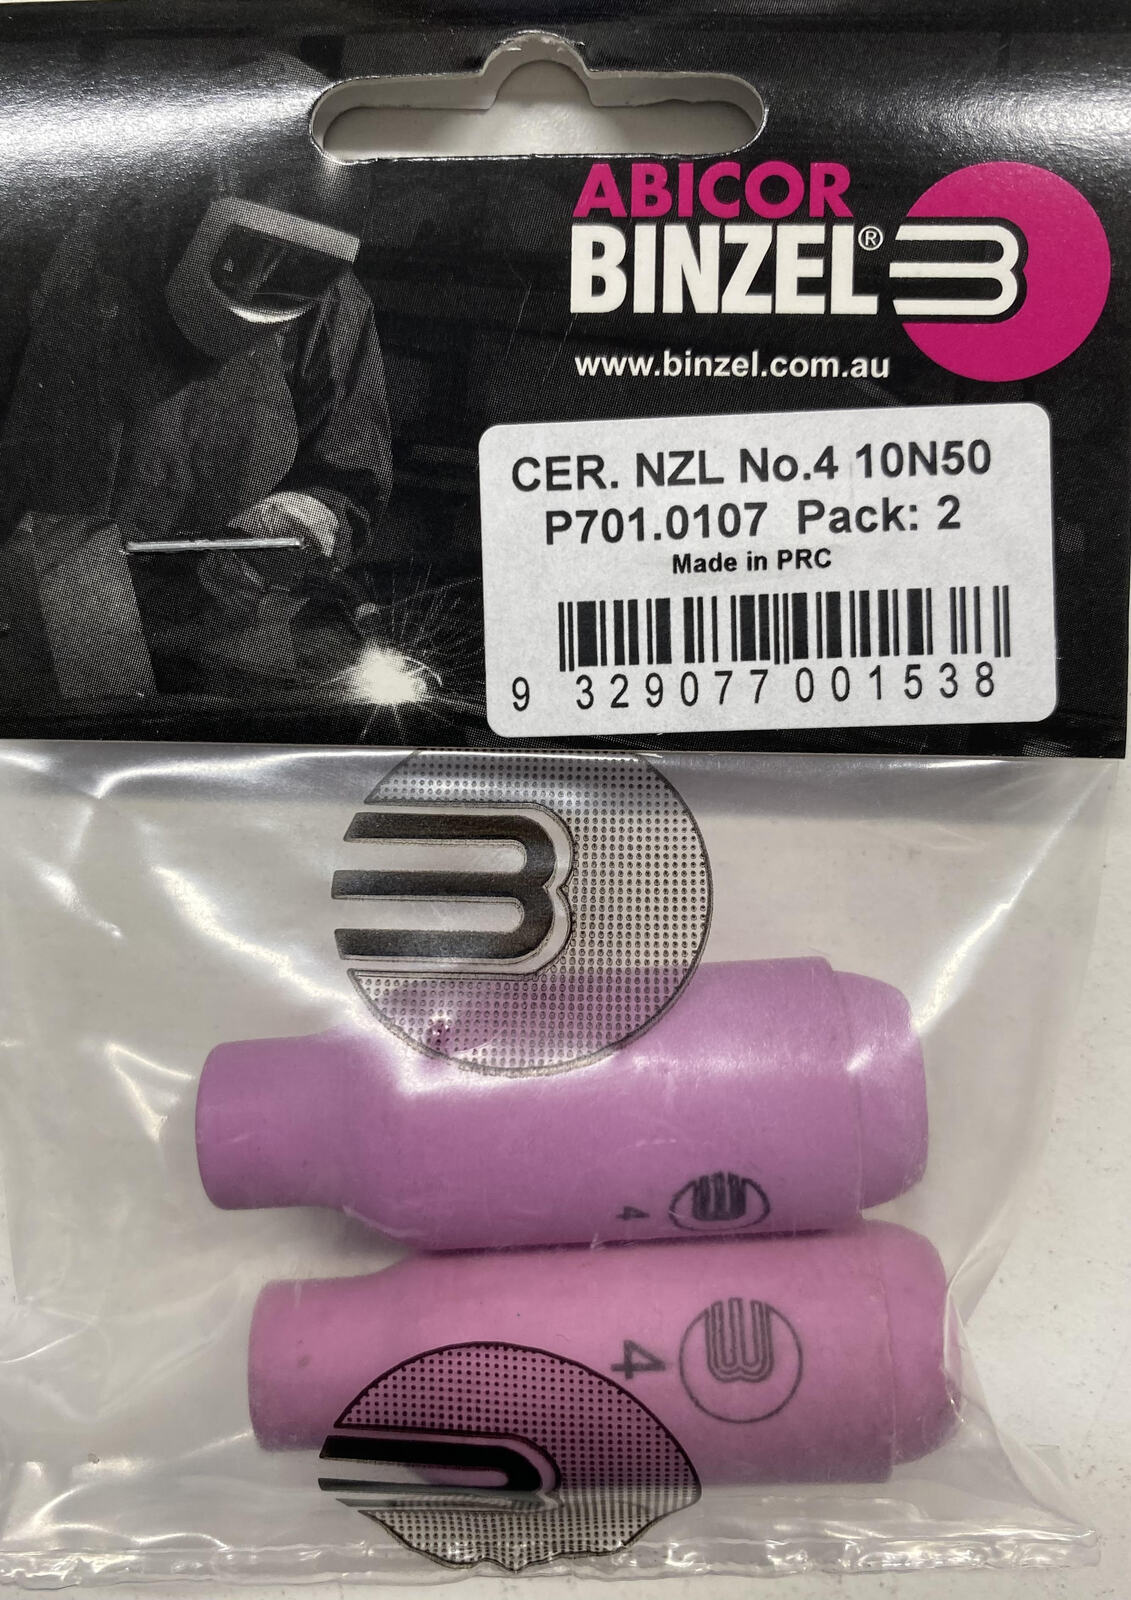 ABICOR
BINZEL®
www.binzel.com.au
CER. NZL No.4 10N50
P701.0107 Pack: 2
Made in PRC
9 329077 001538
4
4